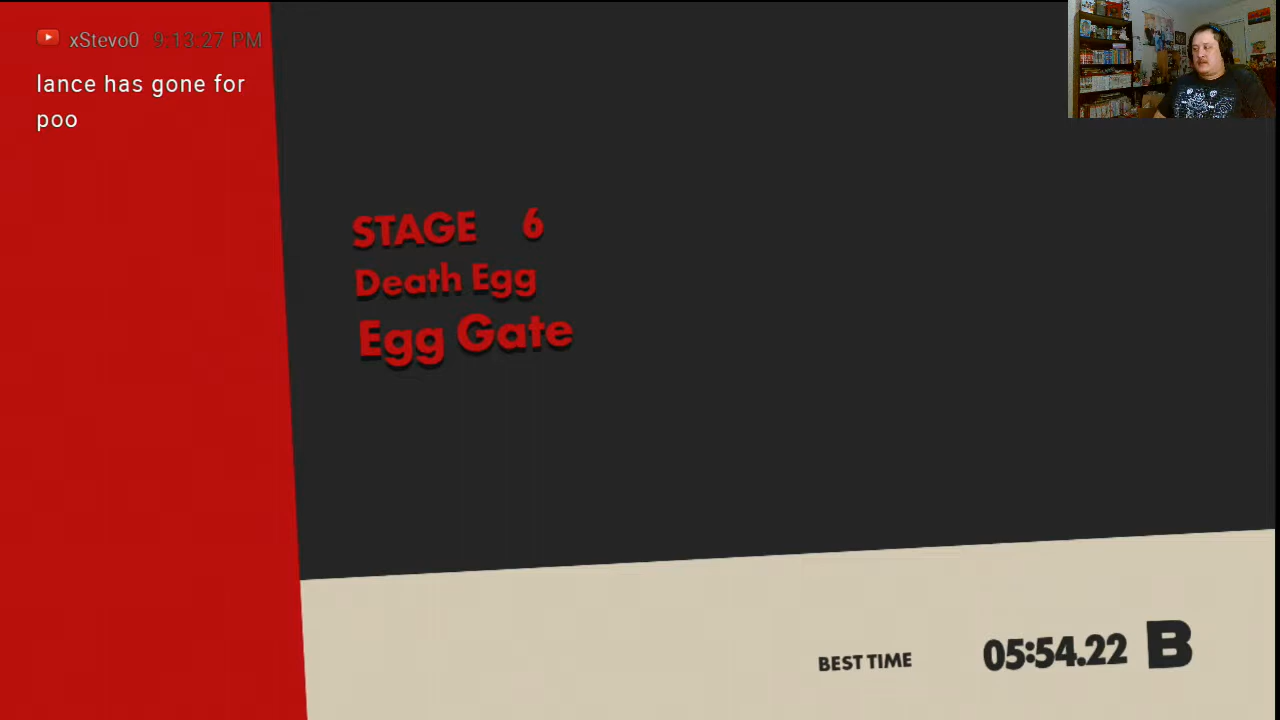 xStevo0 9:13:27 PM
lance has gone for
poo
STAGE 6
Death Egg
Egg Gate
BEST TIME 05:54.22 B